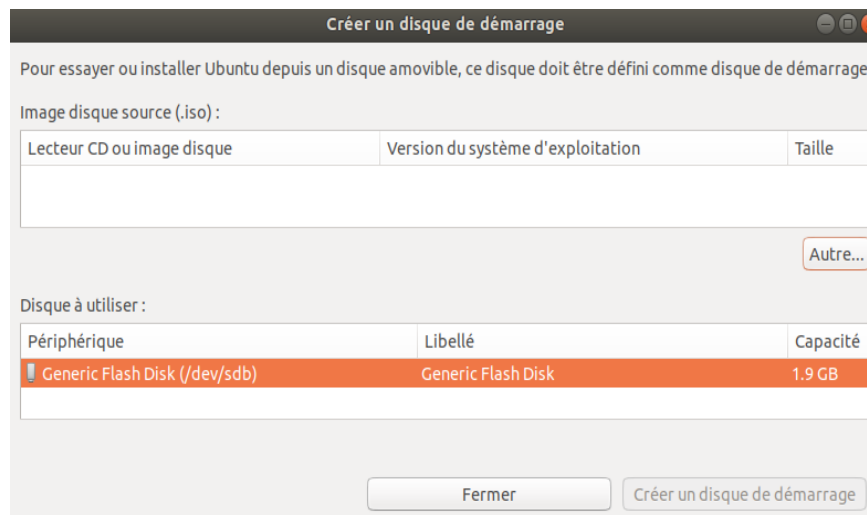 Créer un disque de démarrage
Pour essayer ou installer Ubuntu depuis un disque amovible, ce disque doit être défini comme disque de démarrage
Image disque source (.iso) :
Lecteur CD ou image disque Version du système d'exploitation Taille
Autre...
Disque à utiliser :
Périphérique Libellé Capacité
Generic Flash Disk (/dev/sdb) Generic Flash Disk 1.9 GB
Fermer Créer un disque de démarrage